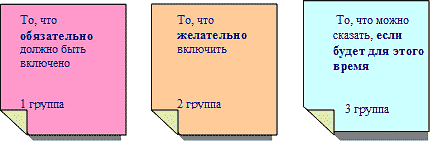 То, что
обязательно
должно быть
включено
1 группа
То, что
желательно
включить
2 группа
То, что можно
сказать, если
будет для этого
время
3 группа